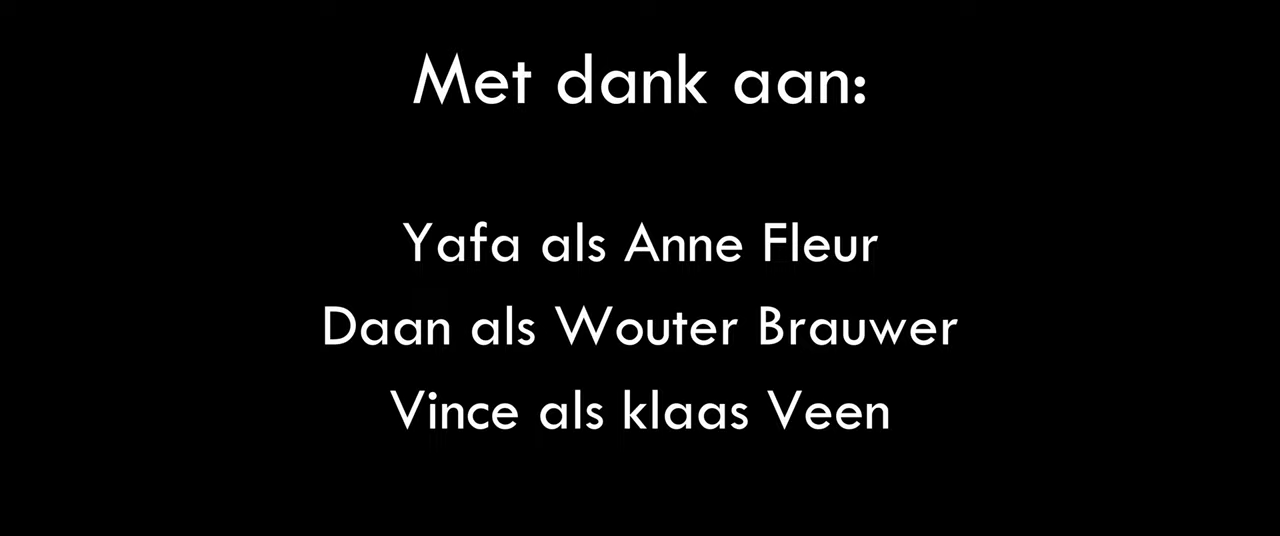 Met dank aan:
Yafa als Anne Fleur
Daan als Wouter Brauwer
Vince als klaas Veen